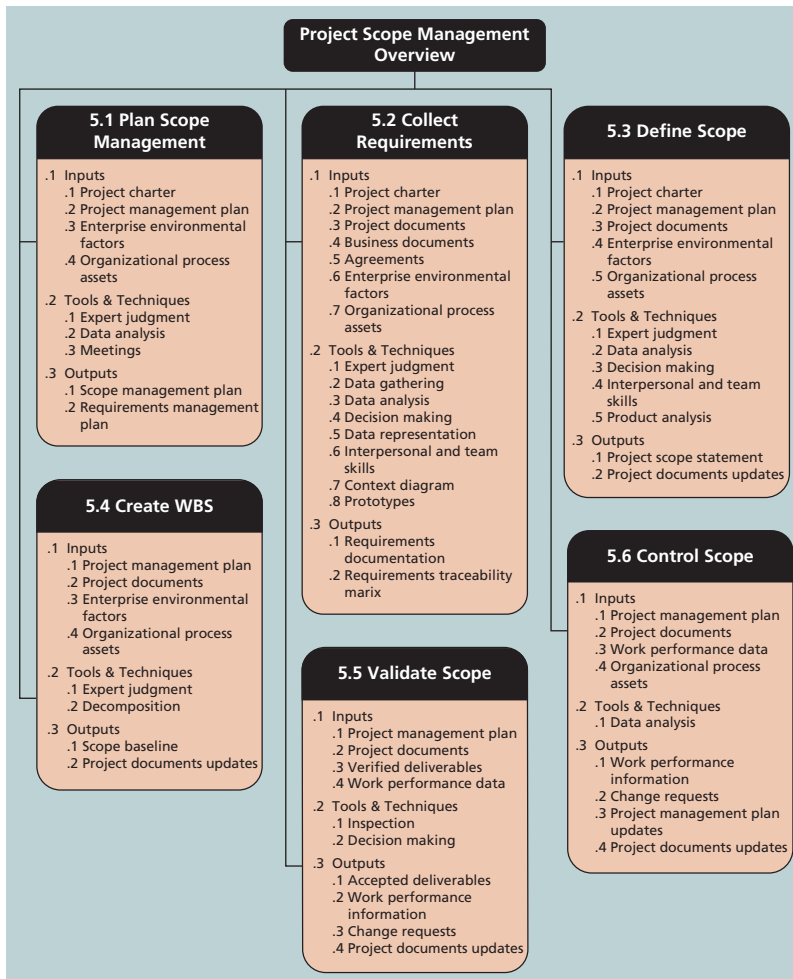 Project Scope Management
Overview
5.1 Plan Scope
Management
.1 Inputs
.1 Project charter
.2 Project management plan
.3 Enterprise environmental
factors
.4 Organizational process
assets
.2 Tools & Techniques
.1 Expert judgment
.2 Data analysis
.3 Meetings
.3 Outputs
.1 Scope management plan
.2 Requirements management
plan
5.2 Collect
Requirements
.1 Inputs
.1 Project charter
.2 Project management plan
.3 Project documents
.4 Business documents
.5 Agreements
.6 Enterprise environmental
factors
.7 Organizational process
assets
.2 Tools & Techniques
.1 Expert judgment
.2 Data gathering
.3 Data analysis
.4 Decision making
.5 Data representation
.6 Interpersonal and team
skills
.7 Context diagram
.8 Prototypes
.3 Outputs
.1 Requirements
documentation
.2 Requirements traceability
marix
5.3 Define Scope
.1 Inputs
.1 Project charter
.2 Project management plan
.3 Project documents
.4 Enterprise environmental
factors
.5 Organizational process
assets
.2 Tools & Techniques
.1 Expert judgment
.2 Data analysis
.3 Decision making
.4 Interpersonal and team
skills
.5 Product analysis
.3 Outputs
.1 Project scope statement
.2 Project documents updates
5.4 Create WBS
.1 Inputs
.1 Project management plan
.2 Project documents
.3 Enterprise environmental
factors
.4 Organizational process
assets
.2 Tools & Techniques
.1 Expert judgment
.2 Decomposition
.3 Outputs
.1 Scope baseline
.2 Project documents updates
5.5 Validate Scope
.1 Inputs
.1 Project management plan
.2 Project documents
.3 Verified deliverables
.4 Work performance data
.2 Tools & Techniques
.1 Inspection
.2 Decision making
.3 Outputs
.1 Accepted deliverables
.2 Work performance
information
.3 Change requests
.4 Project documents updates
5.6 Control Scope
.1 Inputs
.1 Project management plan
.2 Project documents
.3 Work performance data
.4 Organizational process
assets
.2 Tools & Techniques
.1 Data analysis
.3 Outputs
.1 Work performance
information
.2 Change requests
.3 Project management plan
updates
.4 Project documents updates